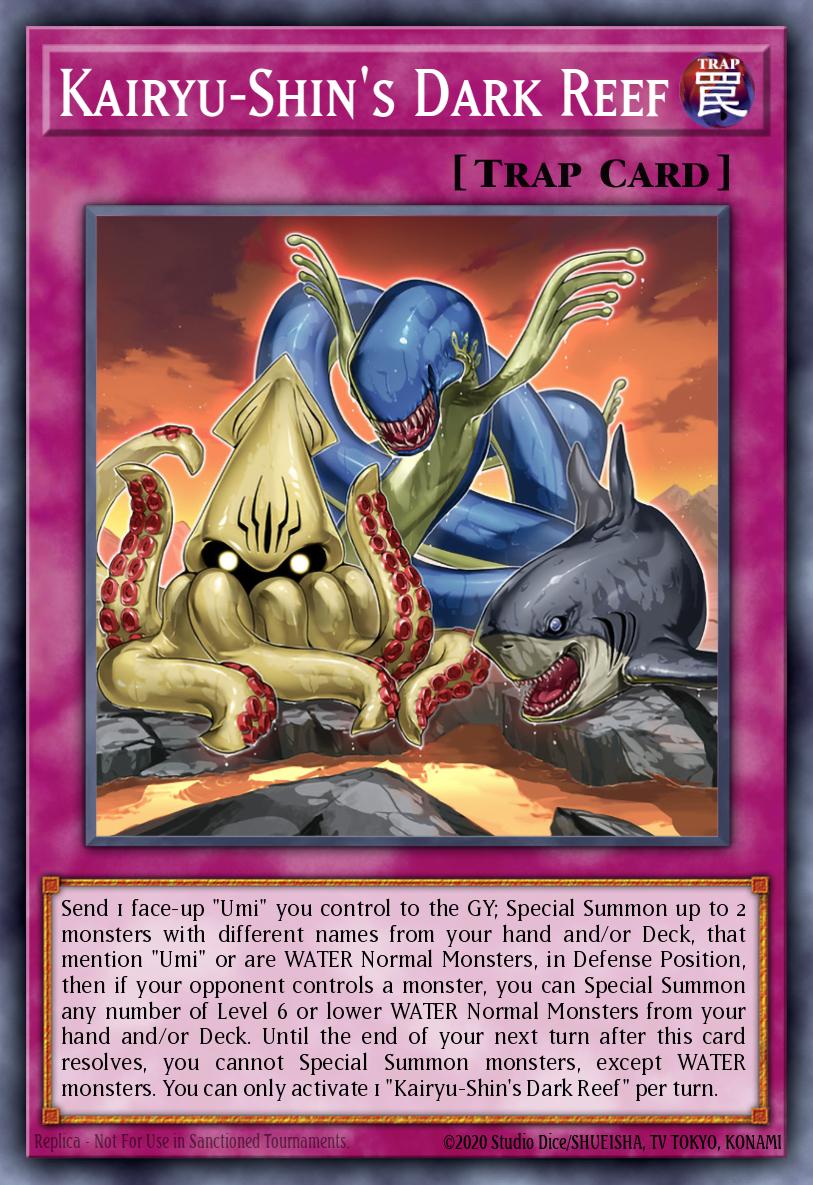 Kairyu-Shin's Dark Reef
TRAP
罠
[Trap Card]
Send 1 face-up "Umi" you control to the GY; Special Summon up to 2
monsters with different names from your hand and/or Deck, that
mention "Umi" or are WATER Normal Monsters, in Defense Position,
then if your opponent controls a monster, you can Special Summon
any number of Level 6 or lower WATER Normal Monsters from your
hand and/or Deck. Until the end of your next turn after this card
resolves, you cannot Special Summon monsters, except WATER
monsters. You can only activate 1 "Kairyu-Shin's Dark Reef" per turn.
Replica - Not For Use in Sanctioned Tournaments.
©2020 Studio Dice/SHUEISHA, TV TOKYO, KONAMI